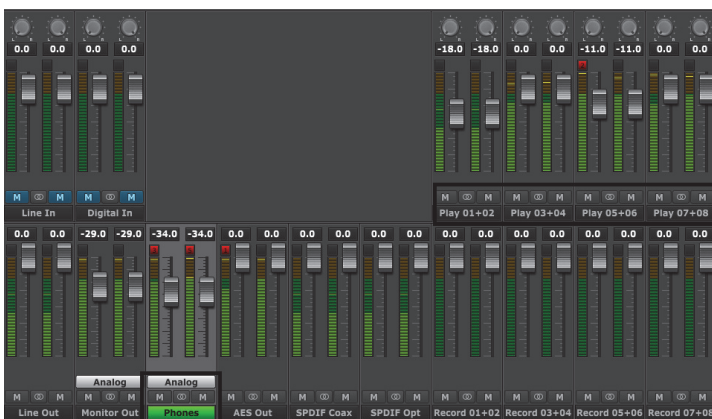 L R L R L R L R L R L R L R L R L R L R L R L R
0.0 0.0 0.0 0.0 -18.0 -18.0 0.0 0.0 -11.0 -11.0 0.0 0.0
M M M M M M M M M M M M
Line In Digital In Play 01+02 Play 03+04 Play 05+06 Play 07+08
0.0 0.0 -29.0 -29.0 -34.0 -34.0 0.0 0.0 0.0 0.0 0.0 0.0 0.0 0.0 0.0 0.0 0.0 0.0 0.0 0.0
Analog Analog
M M M M M M M M M M M M M M M M M M M M
Line Out Monitor Out Phones AES Out SPDIF Coax SPDIF Opt Record 01+02 Record 03+04 Record 05+06 Record 07+08